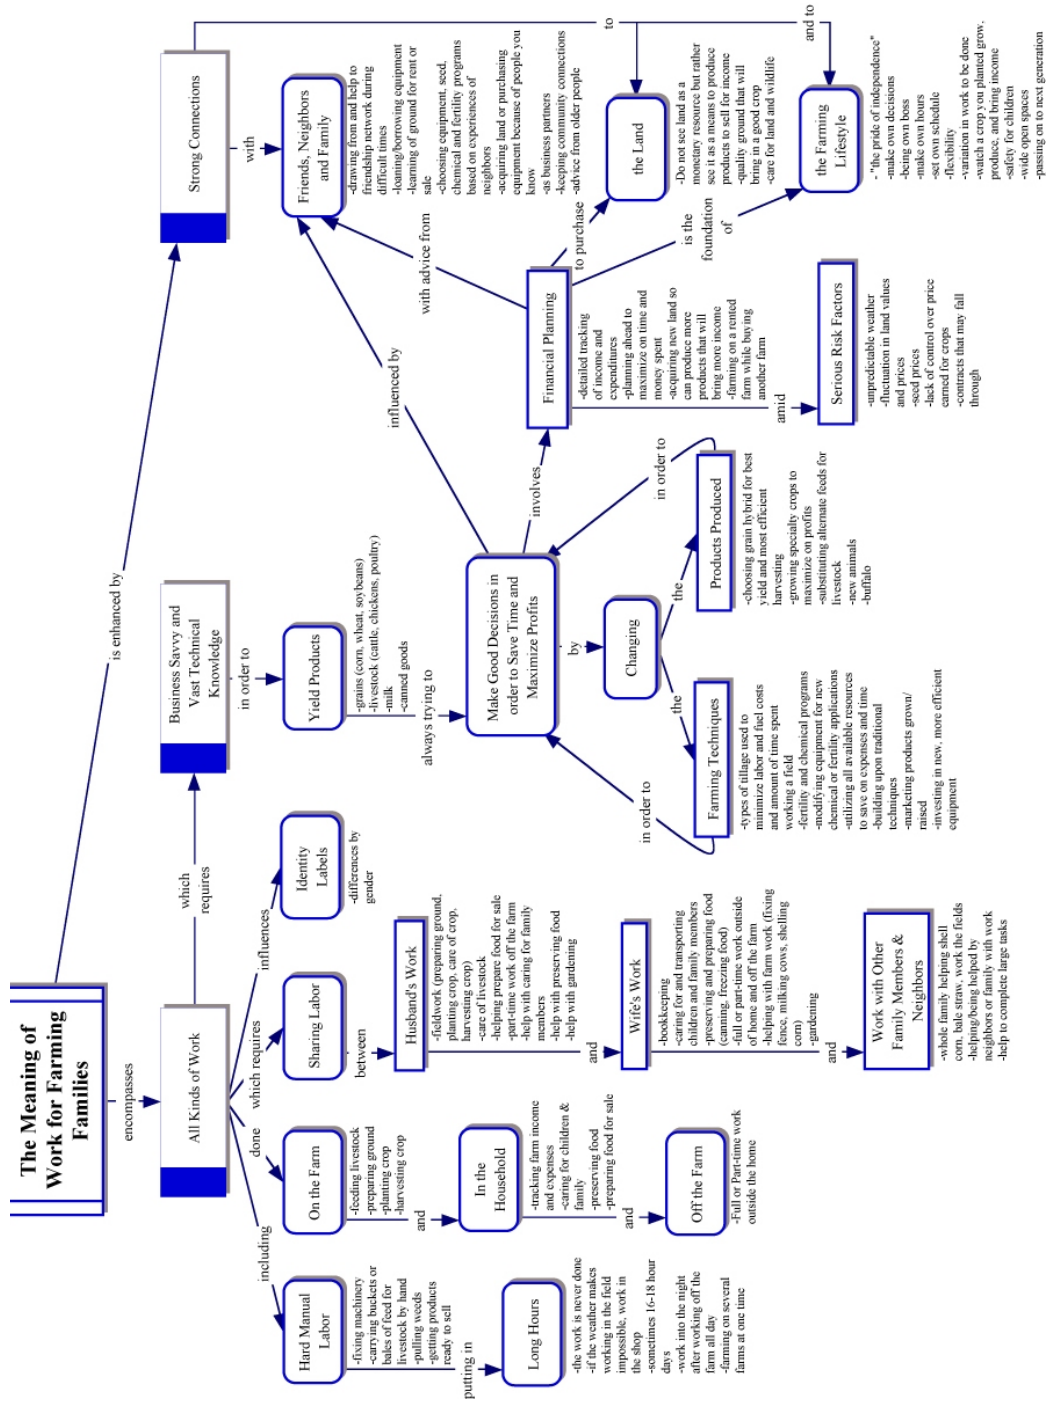 The Meaning of
Work for Farming
Families
encompasses
is enhanced by
All Kinds of Work
which
requires
Business Savvy and
Vast Technical
Knowledge
Strong Connections
including
done
which requires
influences
in order to
with
to
and to
Hard Manual
Labor
-fixing machinery
-carrying buckets or
bales of feed for
livestock by hand
-pulling weeds
-getting products
ready to sell
putting in
Long Hours
-the work is never done
-if the weather makes
working in the field
impossible, work in
the shop
-sometimes 16-18 hour
days
-work into the night
after working off the
farm all day
-farming on several
farms at one time
On the Farm
-feeding livestock
-preparing ground
-planting crop
-harvesting crop
and
In the
Household
-tracking farm income
and expenses
-caring for children &
family
-preserving food
-preparing food for sale
and
Off the Farm
-Full or Part-time work
outside the home
Sharing Labor
between
Husband's Work
-fieldwork (preparing ground,
planting crop, care of crop,
harvesting crop)
-care of livestock
-helping prepare food for sale
-part-time work off the farm
-help with caring for family
members
-help with preserving food
-help with gardening
and
Wife's Work
-bookkeeping
-caring for and transporting
children and family members
-preserving and preparing food
(canning, freezing food)
-full or part-time work outside
of home and off the farm
-helping with farm work (fixing
fence, milking cows, shelling
corn)
-gardening
and
Work with Other
Family Members &
Neighbors
-whole family helping shell
corn, bale straw, work the fields
-helping/being helped by
neighbors or family with work
-help to complete large tasks
Identity
Labels
-differences by
gender
Yield Products
-grains (corn, wheat, soybeans)
-livestock (cattle, chickens, poultry)
-milk
-canned goods
always trying to
Make Good Decisions in
order to Save Time and
Maximize Profits
influenced by
involves
by
Changing
the
the
in order to
in order to
Farming Techniques
-types of tillage used to
minimize labor and fuel costs
and amount of time spent
working a field
-fertility and chemical programs
-modifying equipment for new
chemical or fertility applications
-utilizing all available resources
to save on expenses and time
-building upon traditional
techniques
-marketing products grown/
raised
-investing in new, more efficient
equipment
Products Produced
-choosing grain hybrid for best
yield and most efficient
harvesting
-growing specialty crops to
maximize on profits
-substituting alternate feeds for
livestock
-new animals
-buffalo
Financial Planning
-detailed tracking
of income and
expenditures
-planning ahead to
maximize on time and
money spent
-acquiring new land so
can produce more
products that will
bring more income
-farming on a rented
farm while buying
another farm
with advice from
to purchase
is the
foundation
of
amid
Serious Risk Factors
-unpredictable weather
-fluctuation in land values
and prices
-seed prices
-lack of control over price
earned for crops
-contracts that may fall
through
Friends, Neighbors
and Family
-drawing from and help to
friendship network during
difficult times
-loaning/borrowing equipment
-learning of ground for rent or
sale
-choosing equipment, seed,
chemical and fertility programs
based on experiences of
neighbors
-acquiring land or purchasing
equipment because of people you
know
-as business partners
-keeping community connections
-advice from older people
the Land
-Do not see land as a
monetary resource but rather
see it as a means to produce
products to sell for income
-quality ground that will
bring in a good crop
-care for land and wildlife
the Farming
Lifestyle
- "the pride of independence"
-make own decisions
-being own boss
-make own hours
-set own schedule
-flexibility
-variation in work to be done
-watch a crop you planted grow,
produce, and bring income
-safety for children
-wide open spaces
-passing on to next generation